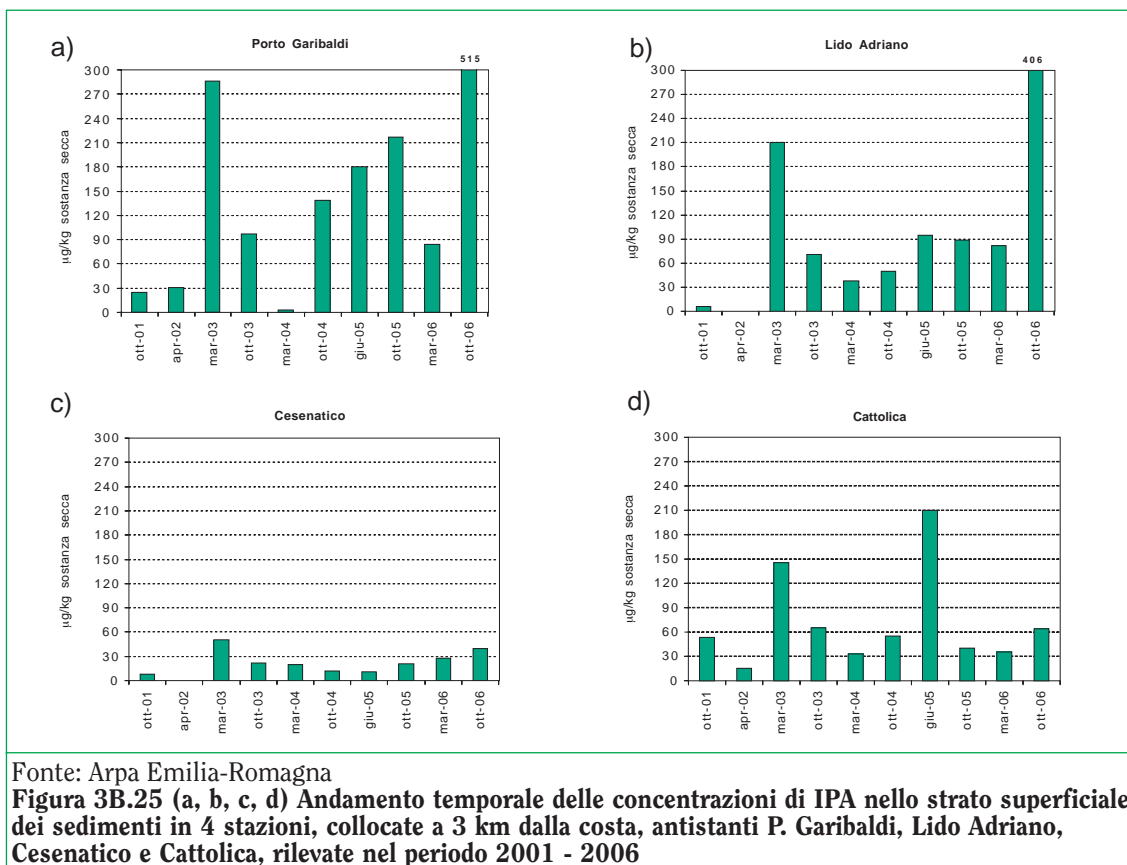 a)
Porto Garibaldi
515
300
270
240
210
180
150
120
90
60
30
0
µg/kg sostanza secca
ott-01
apr-02
mar-03
ott-03
mar-04
ott-04
giu-05
ott-05
mar-06
ott-06
b)
Lido Adriano
406
300
270
240
210
180
150
120
90
60
30
0
µg/kg sostanza secca
ott-01
apr-02
mar-03
ott-03
mar-04
ott-04
giu-05
ott-05
mar-06
ott-06
c)
Cesenatico
300
270
240
210
180
150
120
90
60
30
0
µg/kg sostanza secca
ott-01
apr-02
mar-03
ott-03
mar-04
ott-04
giu-05
ott-05
mar-06
ott-06
d)
Cattolica
300
270
240
210
180
150
120
90
60
30
0
µg/kg sostanza secca
ott-01
apr-02
mar-03
ott-03
mar-04
ott-04
giu-05
ott-05
mar-06
ott-06
Fonte: Arpa Emilia-Romagna
Figura 3B.25 (a, b, c, d) Andamento temporale delle concentrazioni di IPA nello strato superficiale
dei sedimenti in 4 stazioni, collocate a 3 km dalla costa, antistanti P. Garibaldi, Lido Adriano,
Cesenatico e Cattolica, rilevate nel periodo 2001 - 2006